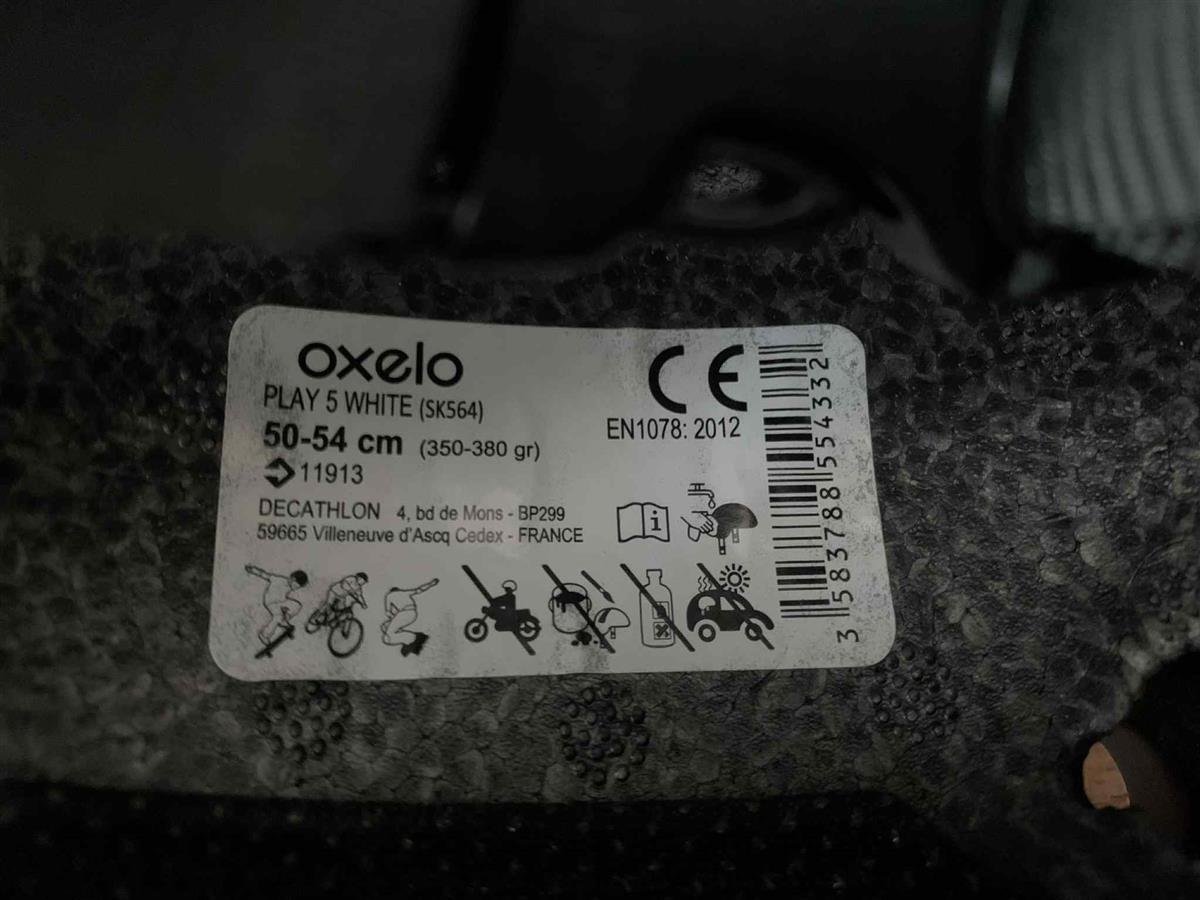 oxelo
PLAY 5 WHITE (SK564)
50-54 cm (350-380 gr)
11913
DECATHLON 4, bd de Mons - BP299
59665 Villeneuve d'Ascq Cedex - FRANCE
CE
EN1078: 2012
i
3 583788 554332